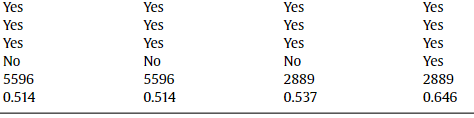 Yes Yes Yes Yes
Yes Yes Yes Yes
Yes Yes Yes Yes
No No No Yes
5596 5596 2889 2889
0.514 0.514 0.537 0.646